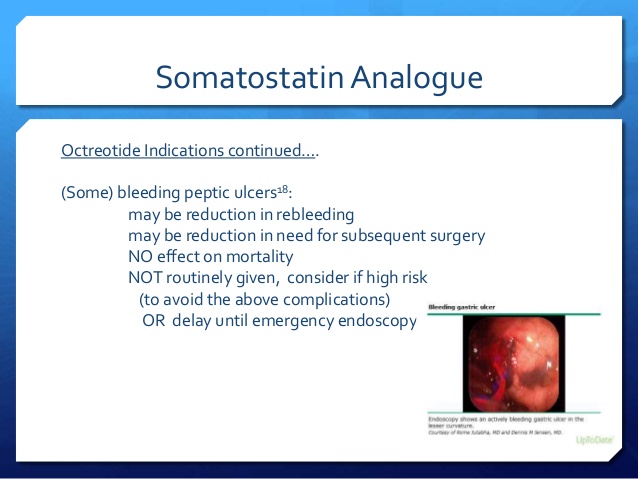 Somatostatin Analogue
Octreotide Indications continued….
(Some) bleeding peptic ulcers18:
may be reduction in rebleeding
may be reduction in need for subsequent surgery
NO effect on mortality
NOT routinely given, consider if high risk
(to avoid the above complications)
OR delay until emergency endoscopy
Bleeding gastric ulcer
Endoscopy shows an actively bleeding gastric ulcer in the
lesser curvature.
Courtesy of Rome Jutabha, MD and Dennis M Jensen, MD.
UpToDate